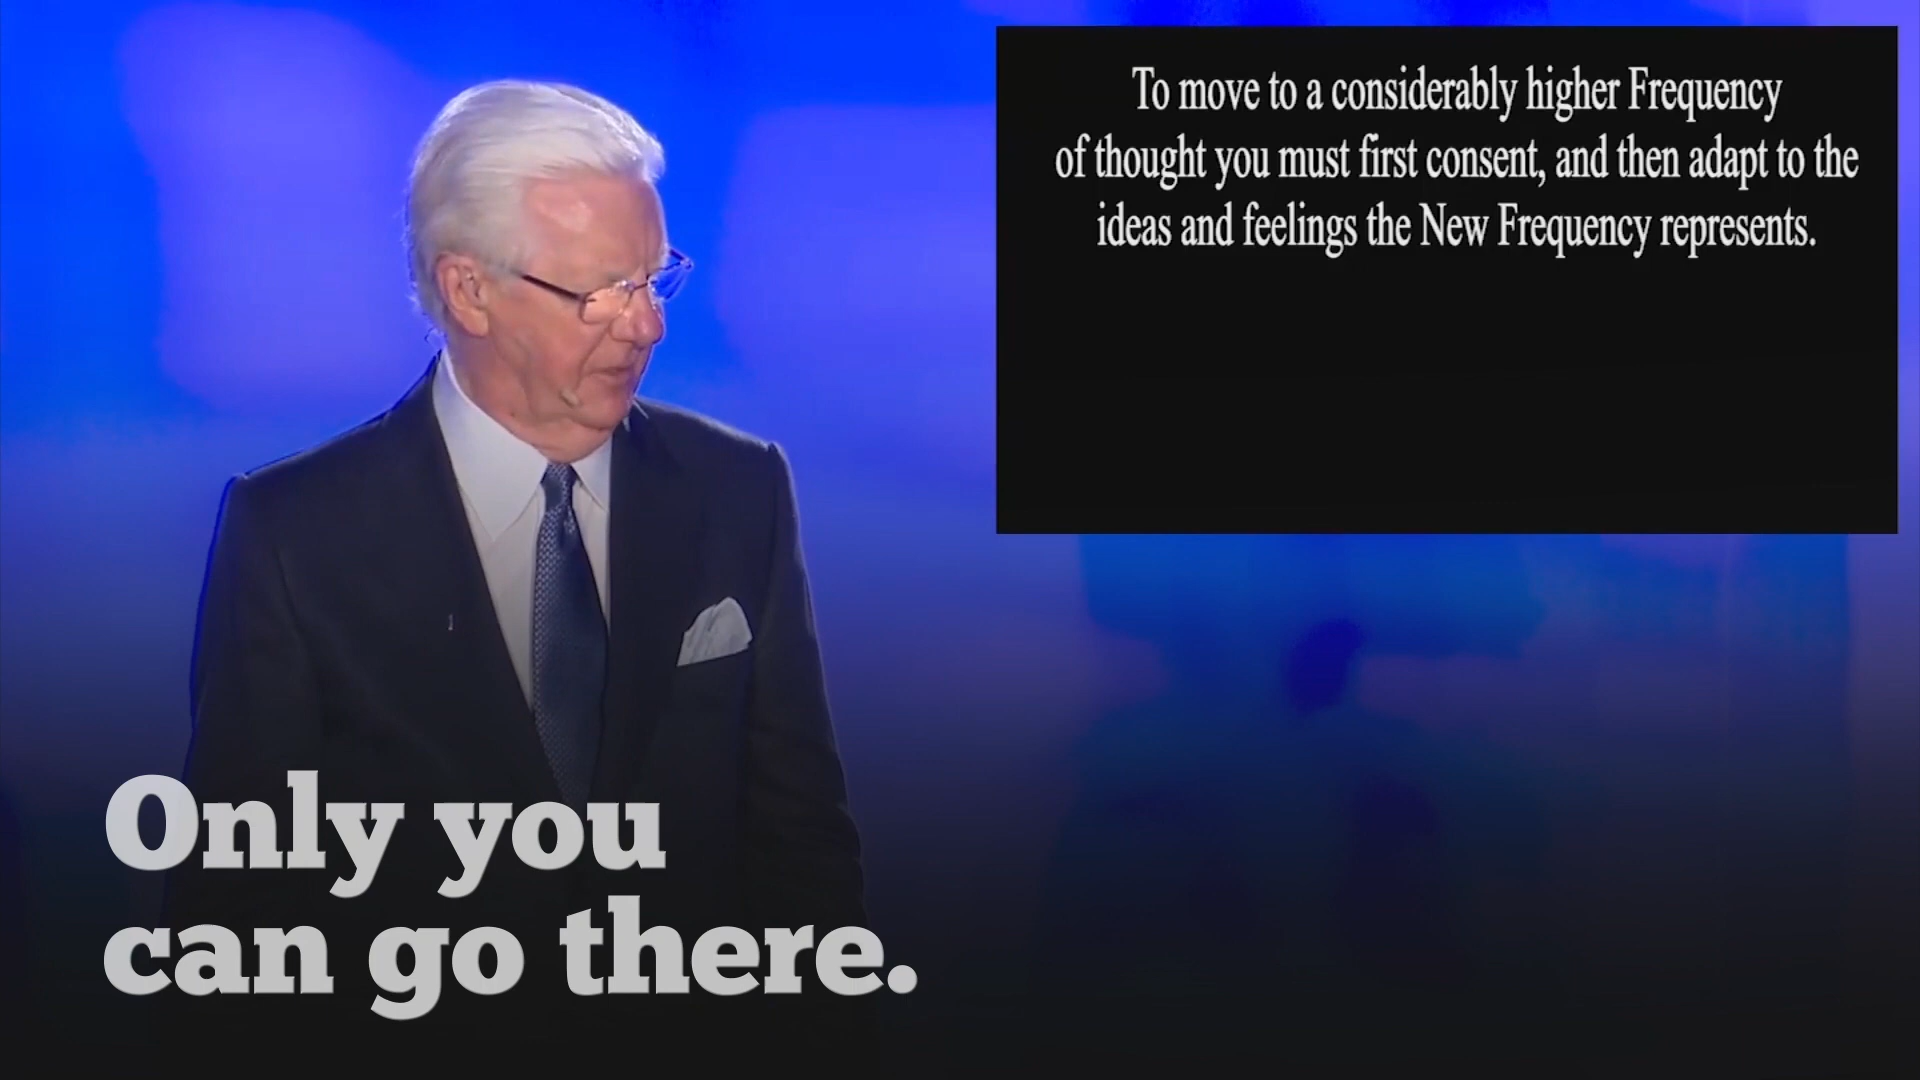 To move to a considerably higher Frequency
of thought you must first consent, and then adapt to the
ideas and feelings the New Frequency represents.
Only you
can go there.